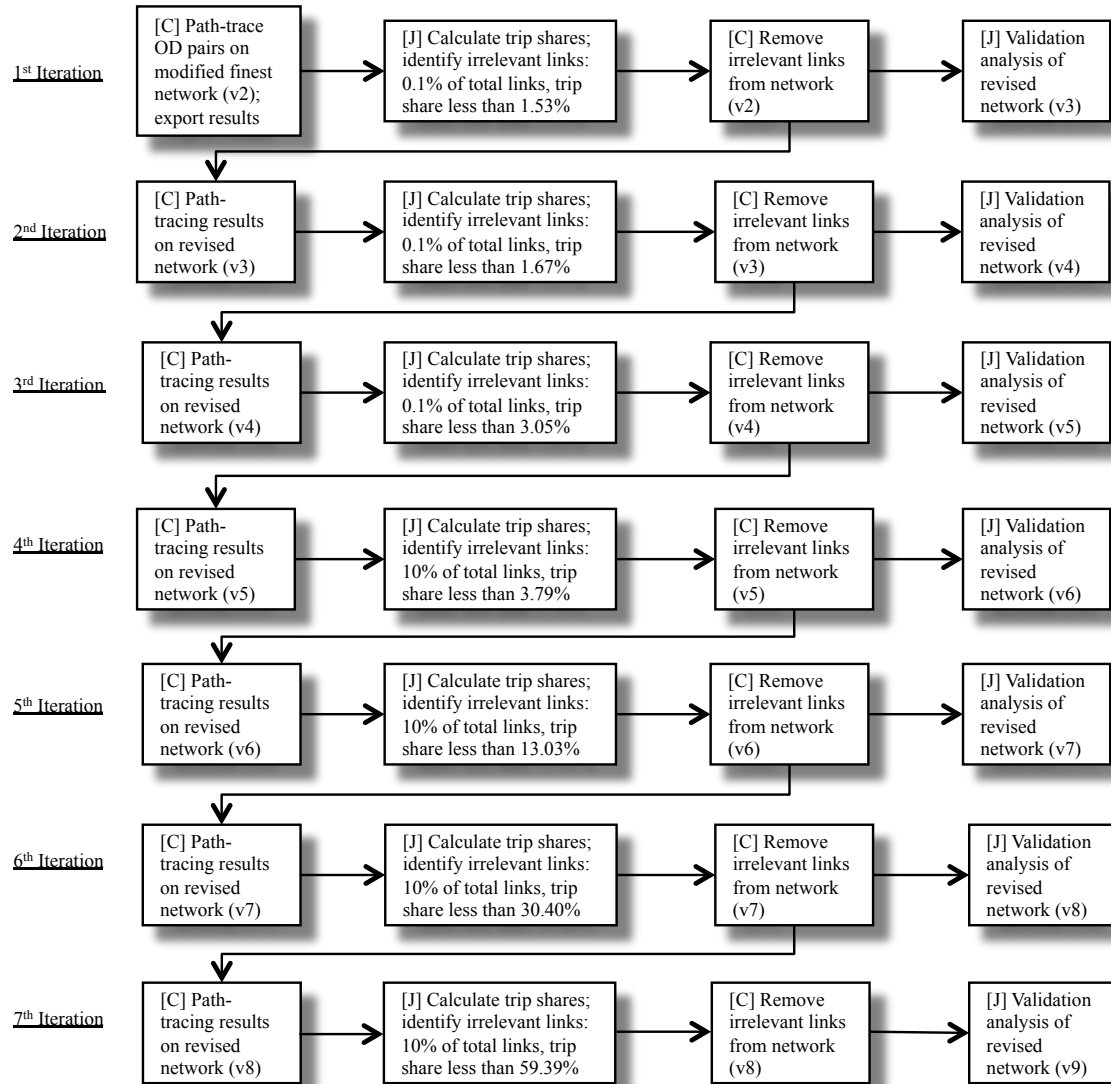 1st Iteration
[C] Path-trace
OD pairs on
modified finest
network (v2);
export results
[J] Calculate trip shares;
identify irrelevant links:
0.1% of total links, trip
share less than 1.53%
[C] Remove
irrelevant links
from network
(v2)
[J] Validation
analysis of
revised
network (v3)
2nd Iteration
[C] Path-
tracing results
on revised
network (v3)
[J] Calculate trip shares;
identify irrelevant links:
0.1% of total links, trip
share less than 1.67%
[C] Remove
irrelevant links
from network
(v3)
[J] Validation
analysis of
revised
network (v4)
3rd Iteration
[C] Path-
tracing results
on revised
network (v4)
[J] Calculate trip shares;
identify irrelevant links:
0.1% of total links, trip
share less than 3.05%
[C] Remove
irrelevant links
from network
(v4)
[J] Validation
analysis of
revised
network (v5)
4th Iteration
[C] Path-
tracing results
on revised
network (v5)
[J] Calculate trip shares;
identify irrelevant links:
10% of total links, trip
share less than 3.79%
[C] Remove
irrelevant links
from network
(v5)
[J] Validation
analysis of
revised
network (v6)
5th Iteration
[C] Path-
tracing results
on revised
network (v6)
[J] Calculate trip shares;
identify irrelevant links:
10% of total links, trip
share less than 13.03%
[C] Remove
irrelevant links
from network
(v6)
[J] Validation
analysis of
revised
network (v7)
6th Iteration
[C] Path-
tracing results
on revised
network (v7)
[J] Calculate trip shares;
identify irrelevant links:
10% of total links, trip
share less than 30.40%
[C] Remove
irrelevant links
from network
(v7)
[J] Validation
analysis of
revised
network (v8)
7th Iteration
[C] Path-
tracing results
on revised
network (v8)
[J] Calculate trip shares;
identify irrelevant links:
10% of total links, trip
share less than 59.39%
[C] Remove
irrelevant links
from network
(v8)
[J] Validation
analysis of
revised
network (v9)